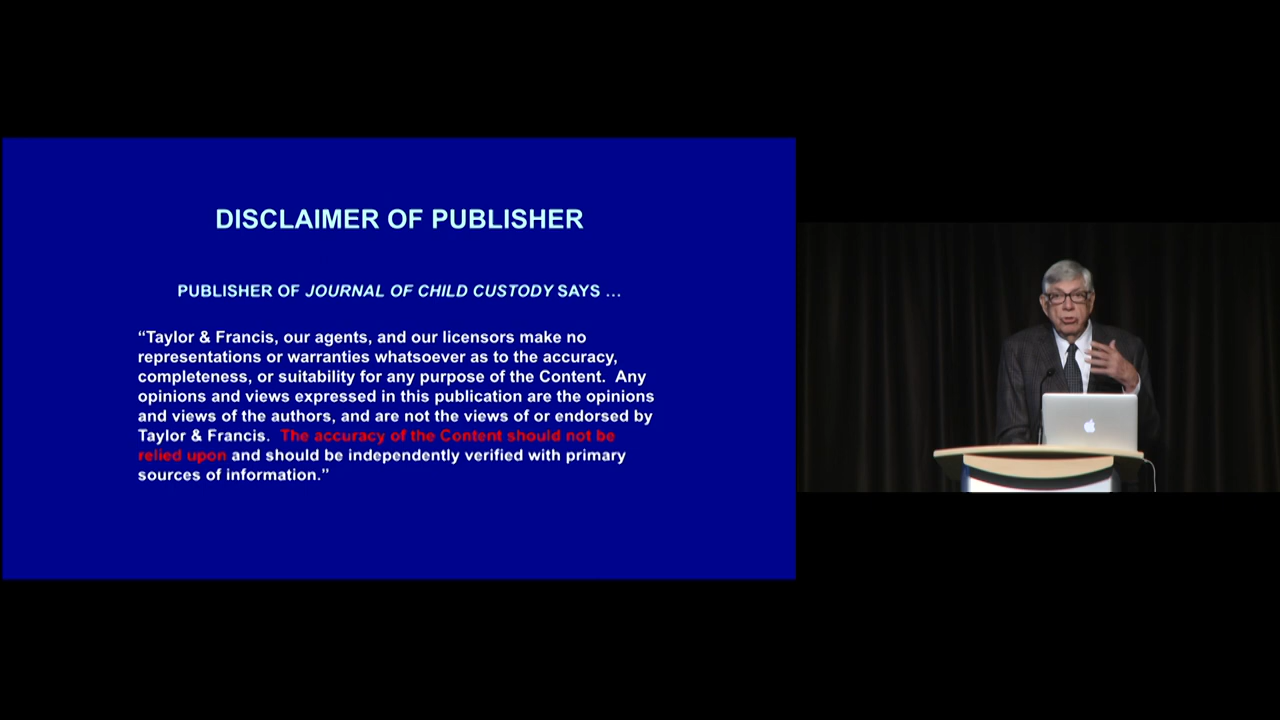 DISCLAIMER OF PUBLISHER
PUBLISHER OF JOURNAL OF CHILD CUSTODY SAYS …
“Taylor & Francis, our agents, and our licensors make no
representations or warranties whatsoever as to the accuracy,
completeness, or suitability for any purpose of the Content.  Any
opinions and views expressed in this publication are the opinions
and views of the authors, and are not the views of or endorsed by
Taylor & Francis.  The accuracy of the Content should not be
relied upon and should be independently verified with primary
sources of information.”